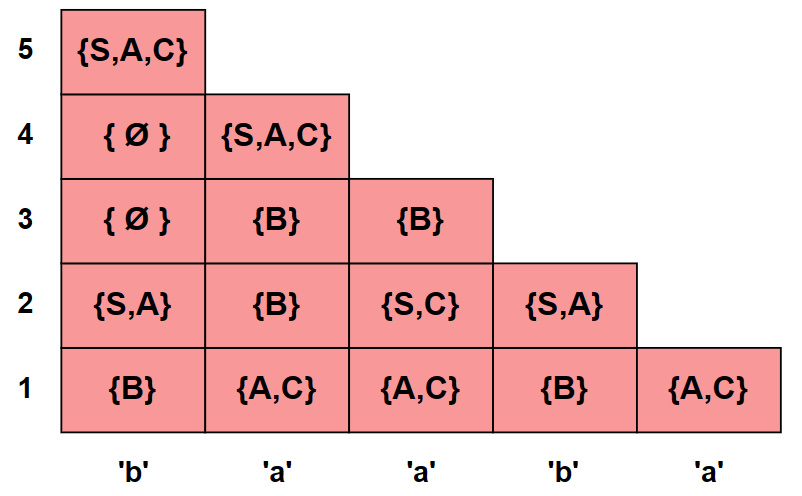 5 {S,A,C}
4 { Ø } {S,A,C}
3 { Ø } {B} {B}
2 {S,A} {B} {S,C} {S,A}
1 {B} {A,C} {A,C} {B} {A,C}
'b' 'a' 'a' 'b' 'a'